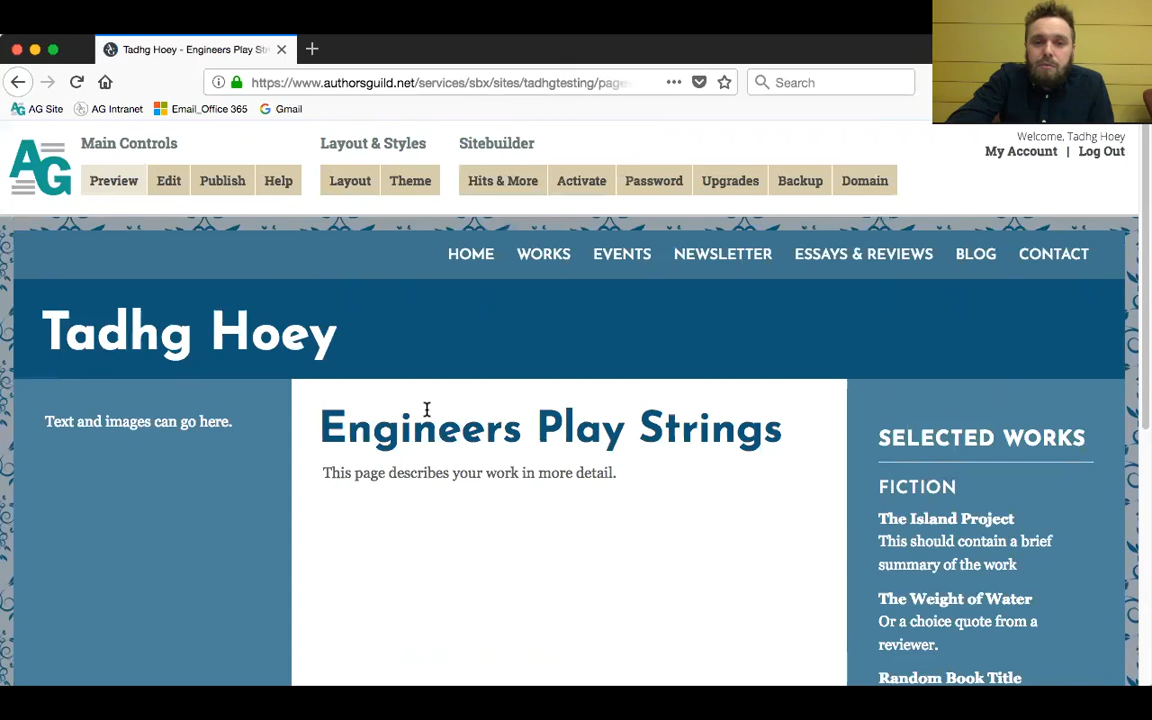 Tadhg Hoey - Engineers Play Str
https://www.authorsguild.net/services/sbx/sites/tadhgtesting/page
Search
AG Site
AG Intranet
Email_Office 365
Gmail
AG
Main Controls
Layout & Styles
Sitebuilder
Welcome, Tadhg Hoey
My Account | Log Out
Preview
Edit
Publish
Help
Layout
Theme
Hits & More
Activate
Password
Upgrades
Backup
Domain
HOME
WORKS
EVENTS
NEWSLETTER
ESSAYS & REVIEWS
BLOG
CONTACT
Tadhg Hoey
Text and images can go here.
Engineers Play Strings
This page describes your work in more detail.
SELECTED WORKS
FICTION
The Island Project
This should contain a brief
summary of the work
The Weight of Water
Or a choice quote from a
reviewer.
Random Book Title